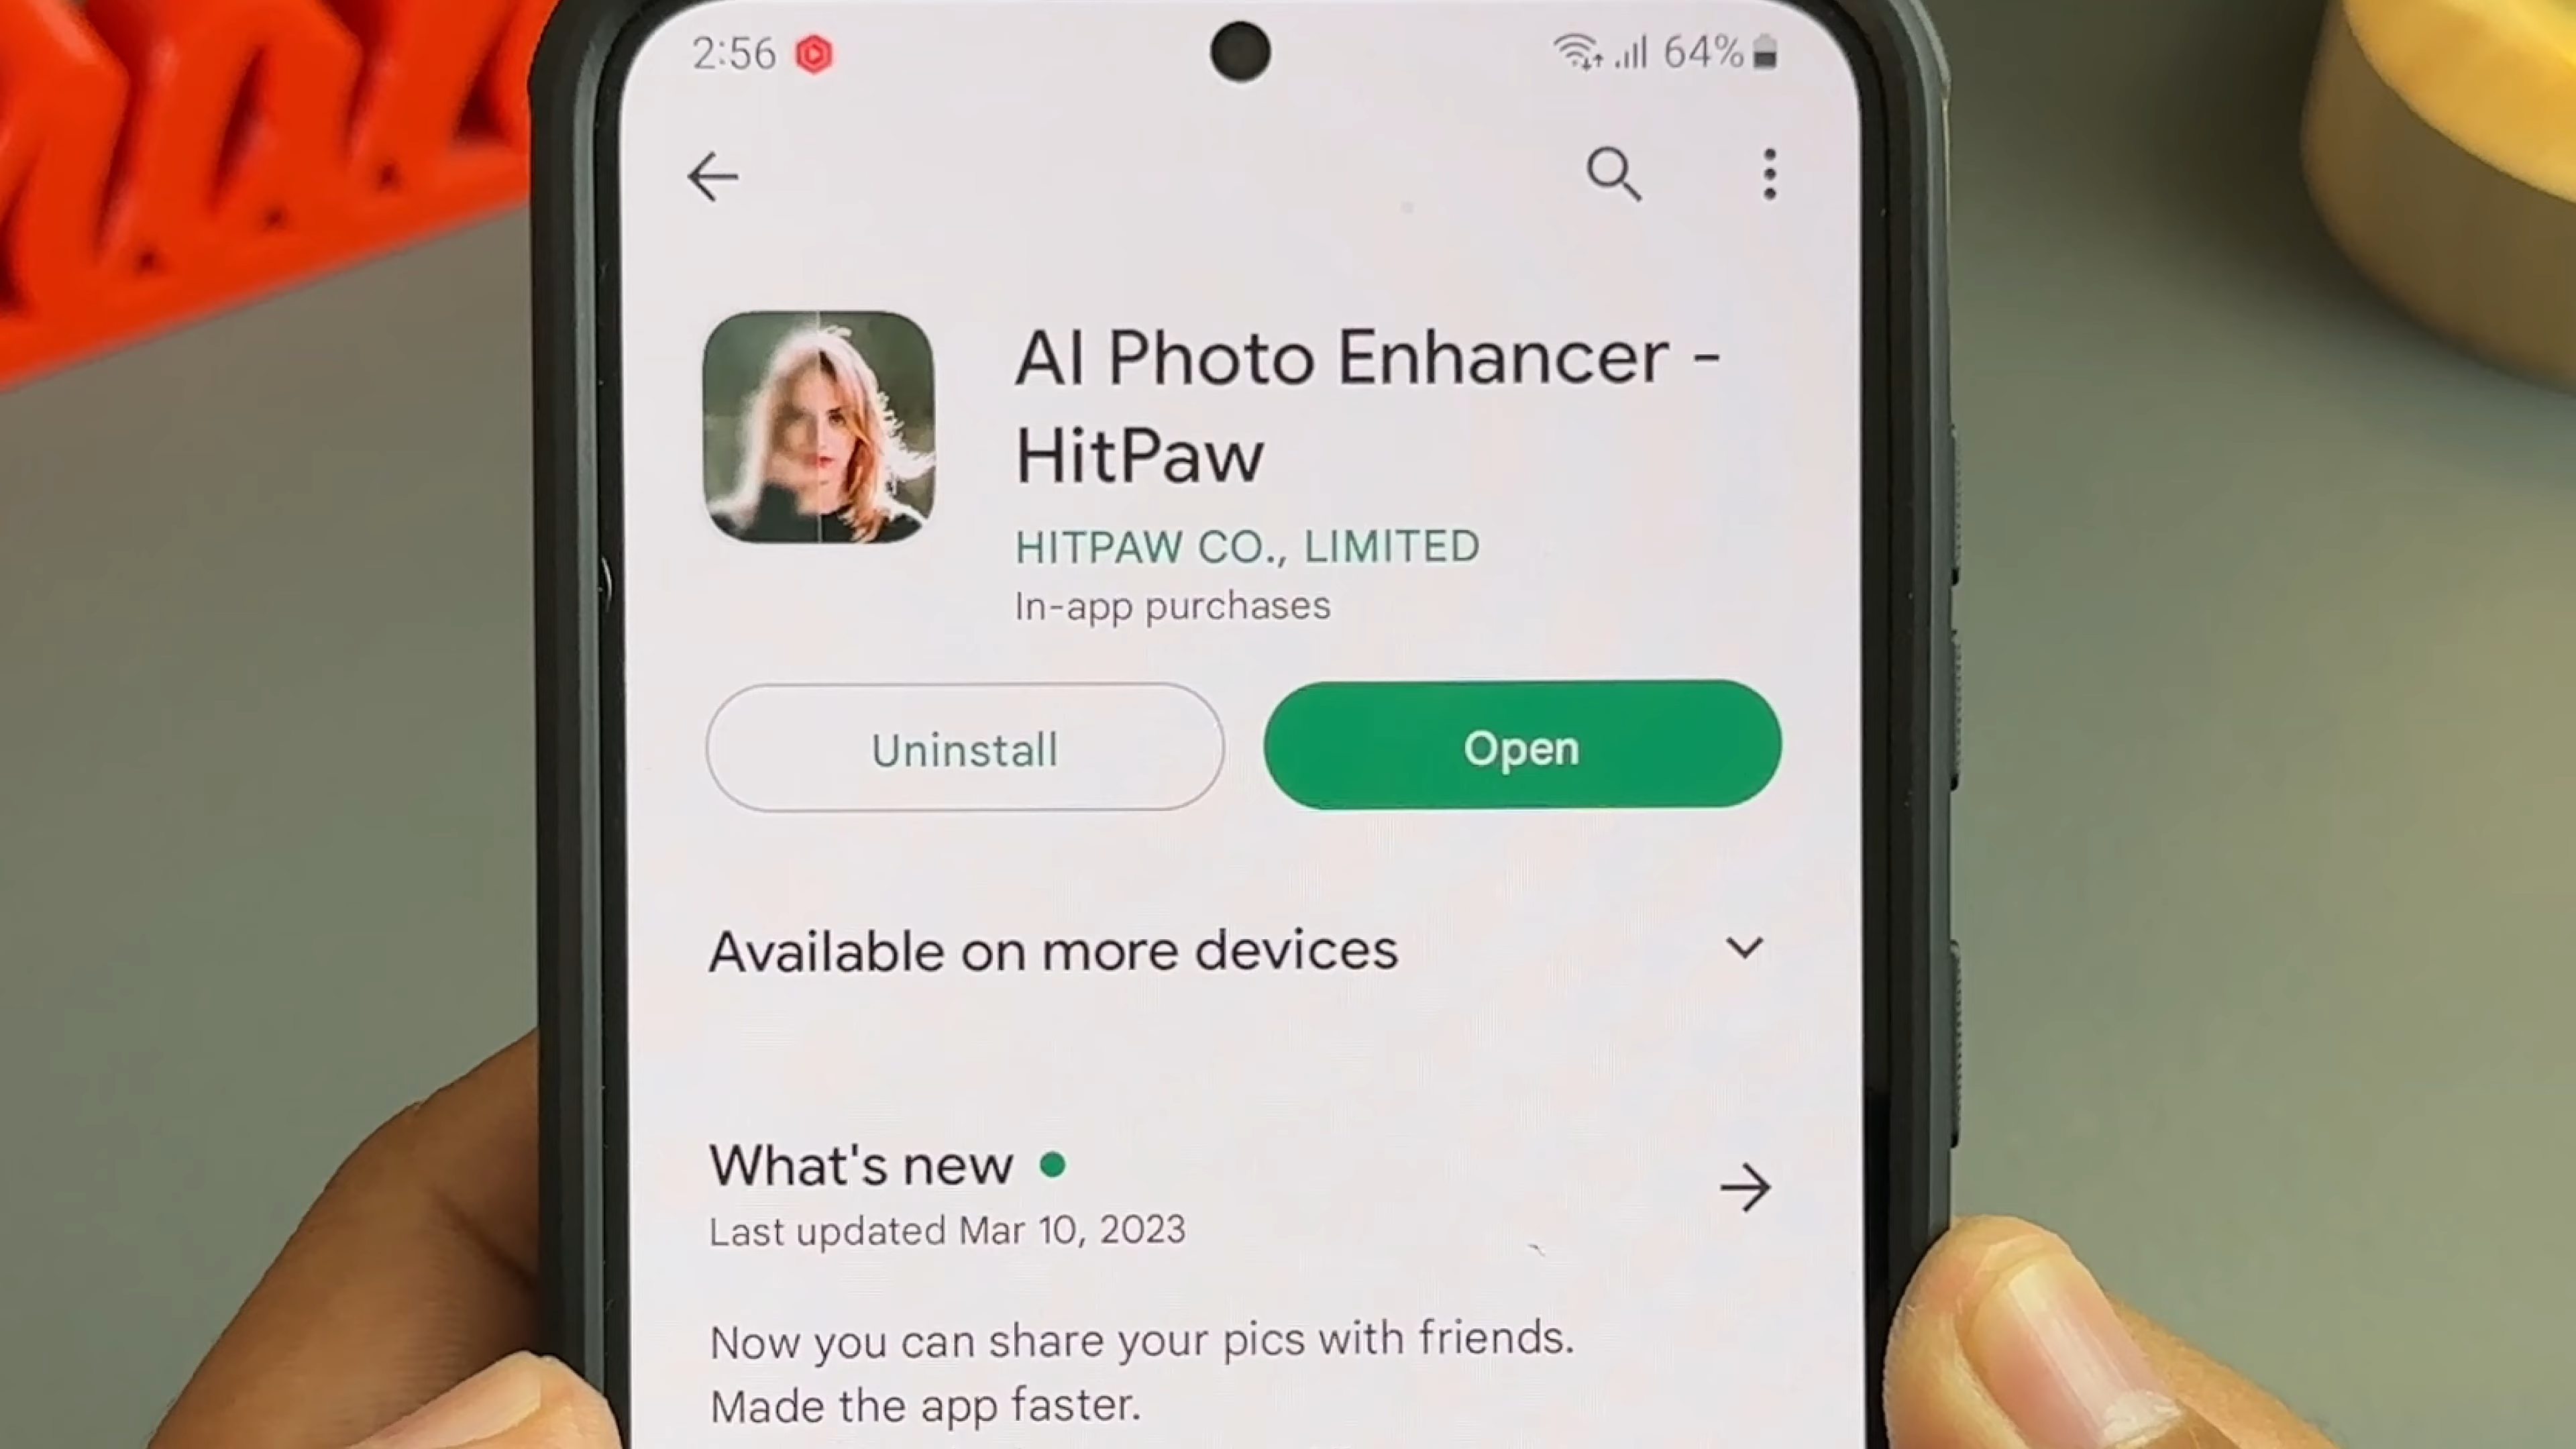 2:56
64%
AI Photo Enhancer -
HitPaw
HITPAW CO., LIMITED
In-app purchases
Uninstall
Open
Available on more devices
What's new
Last updated Mar 10, 2023
Now you can share your pics with friends.
Made the app faster.